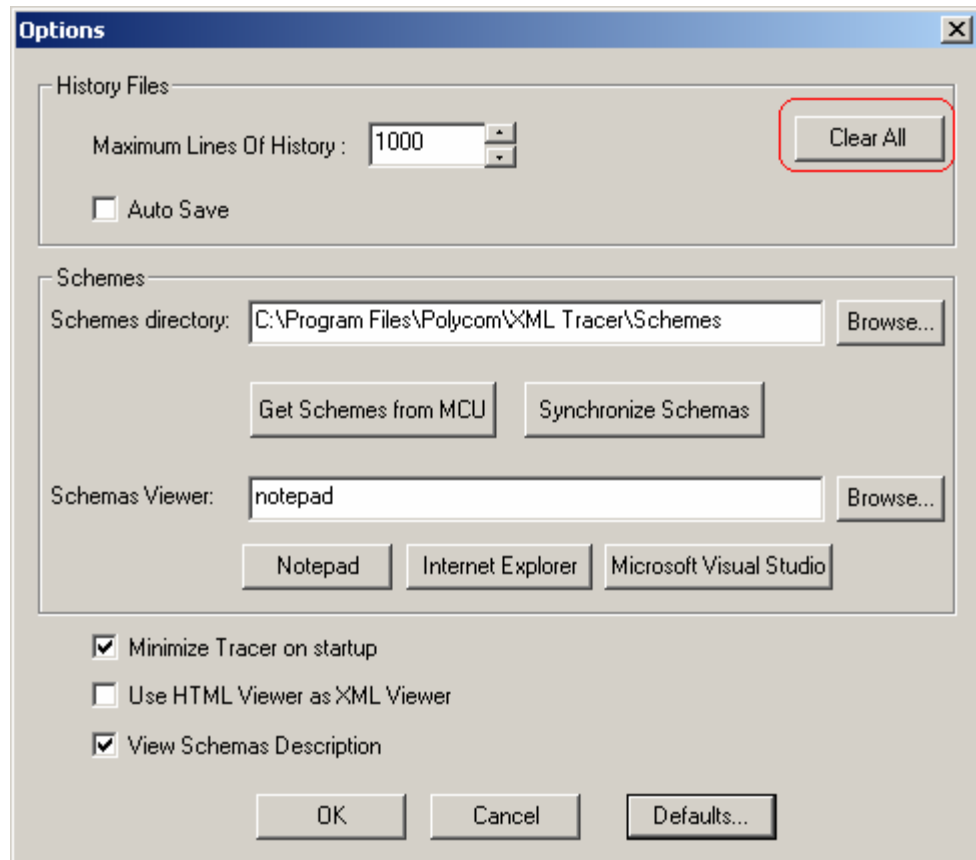 Options
History Files
Maximum Lines Of History : 1000
Clear All
Auto Save
Schemes
Schemes directory: C:\Program Files\Polycom\XML Tracer\Schemes Browse...
Get Schemes from MCU Synchronize Schemas
Schemas Viewer: notepad Browse...
Notepad Internet Explorer Microsoft Visual Studio
Minimize Tracer on startup
Use HTML Viewer as XML Viewer
View Schemas Description
OK Cancel Defaults...